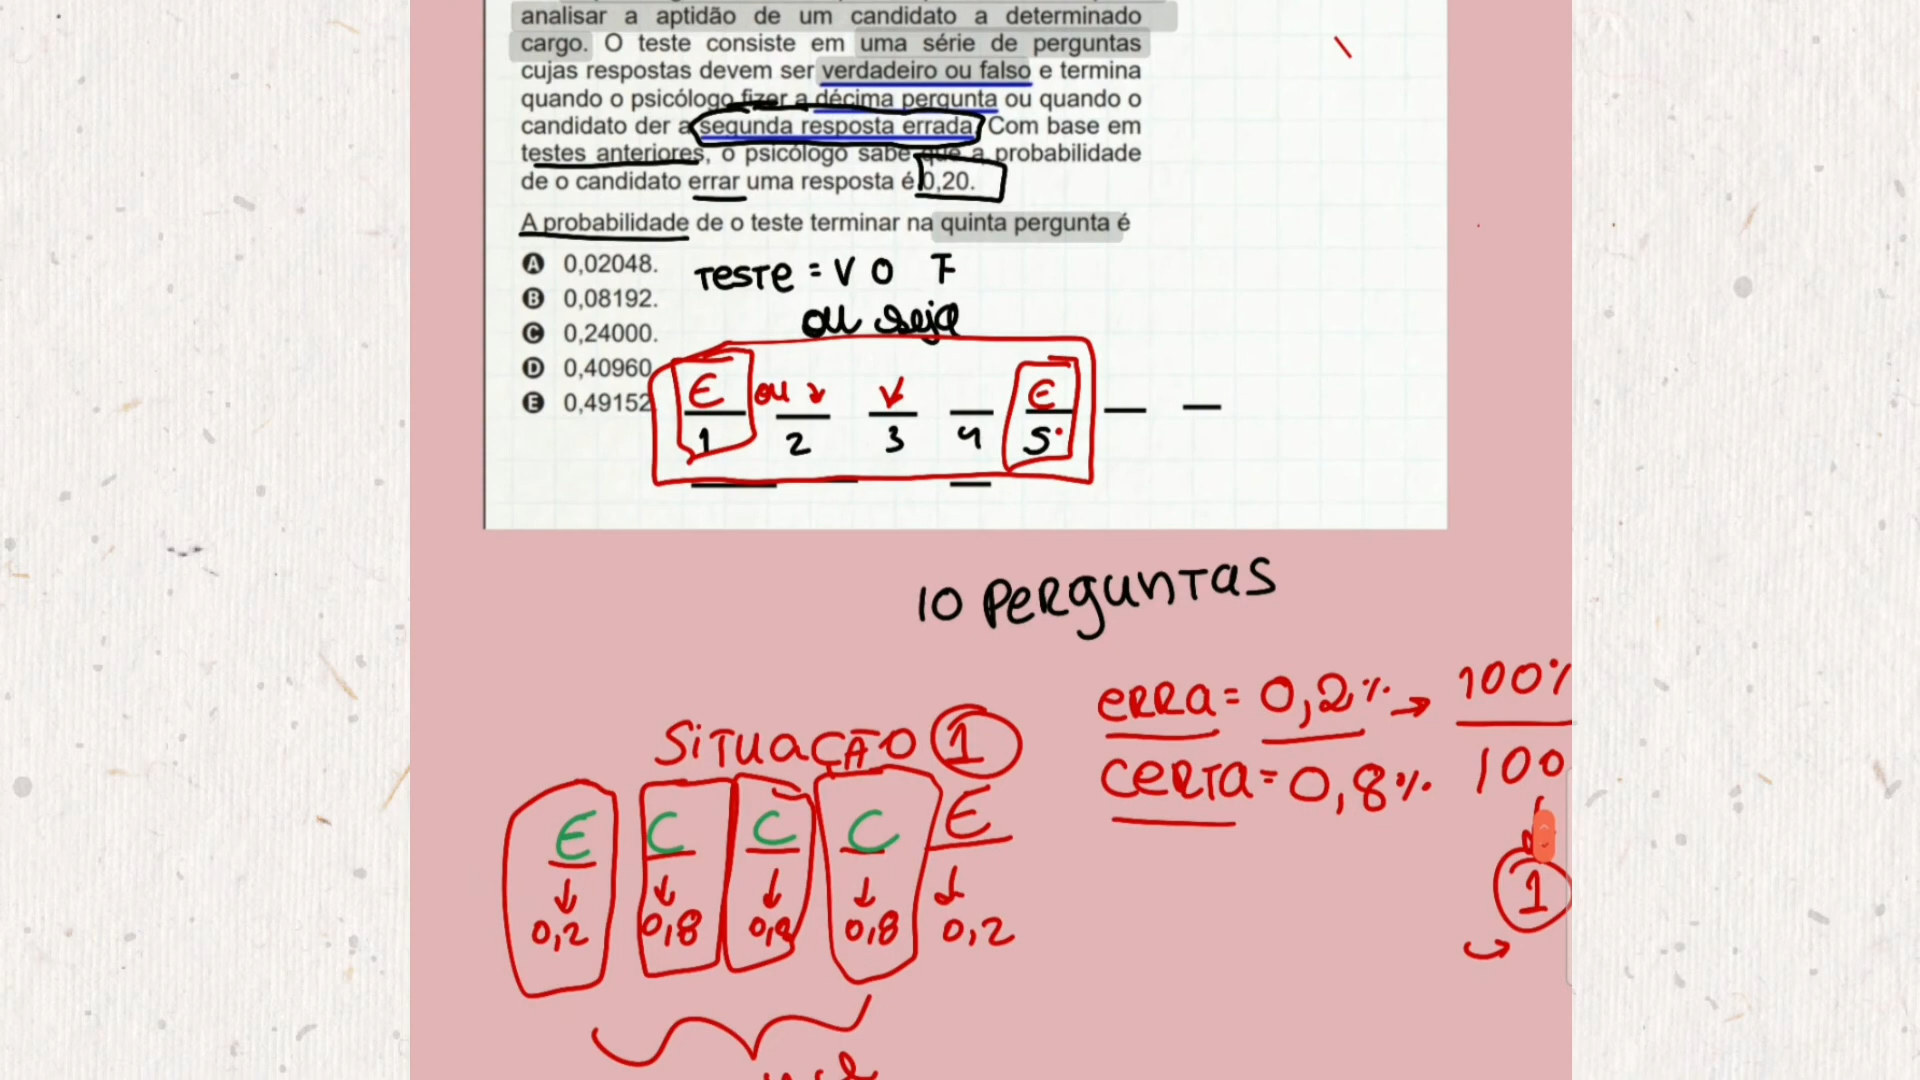 analisar a aptidão de um candidato a determinado
cargo. O teste consiste em uma série de perguntas
cujas respostas devem ser verdadeiro ou falso e termina
quando o psicólogo fizer a décima pergunta ou quando o
candidato der a segunda resposta errada. Com base em
testes anteriores, o psicólogo sabe que a probabilidade
de o candidato errar uma resposta é 0,20.
A probabilidade de o teste terminar na quinta pergunta é
A 0,02048.
B 0,08192.
C 0,24000.
D 0,40960
E 0,49152
TESTE = V O F
ou seja
E ou 2 3 E
1 2 3 4 5
10 PERGUNTAS
ERRA = 0,2% → 100%
CERTA = 0,8% 100
1
SITUAÇÃO 1
E C C C E
0,2 0,8 0,8 0,8 0,2